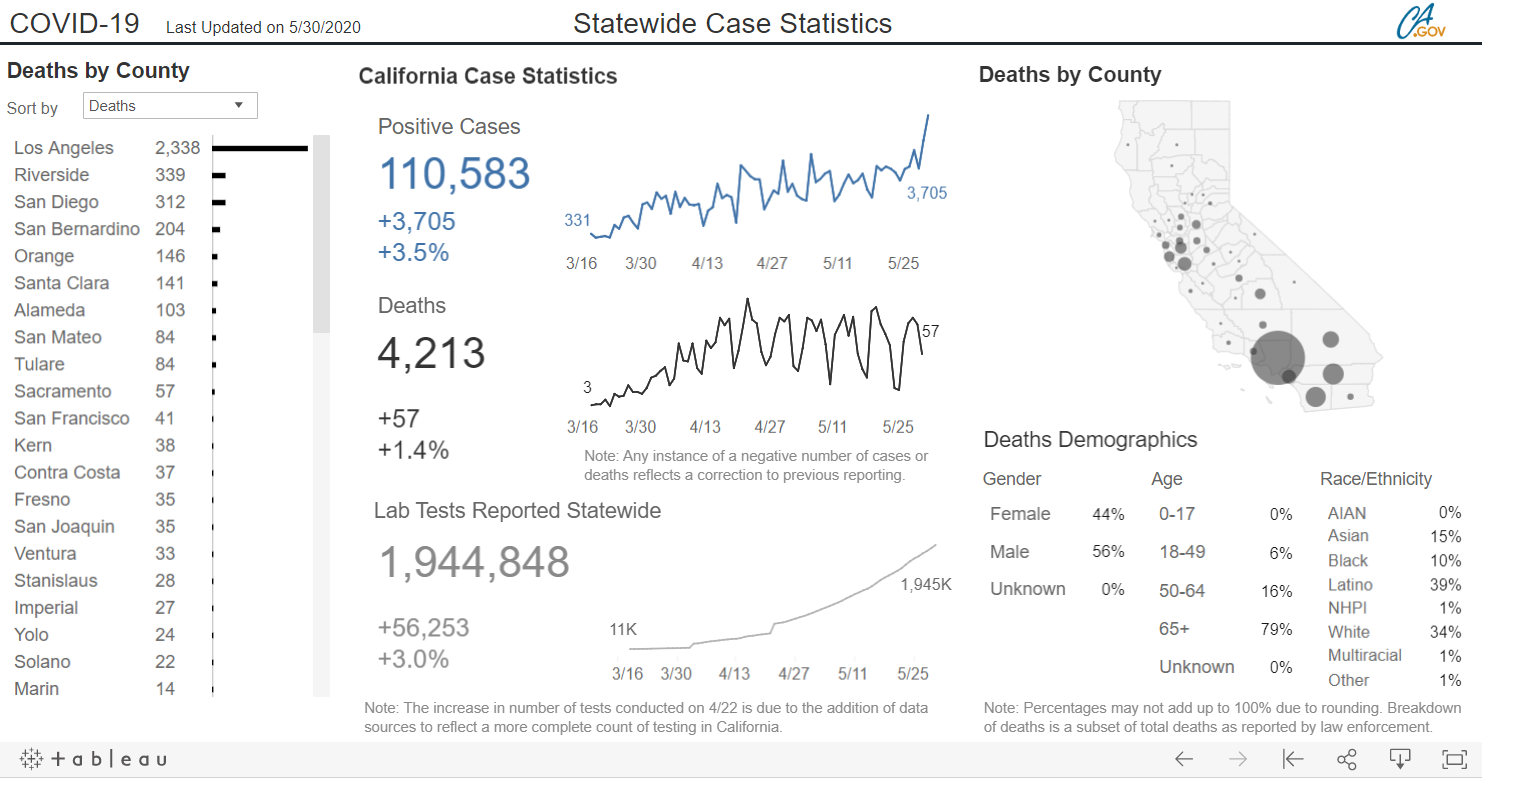 COVID-19 Last Updated on 5/30/2020 Statewide Case Statistics CA .GOV
Deaths by County
Sort by Deaths
Los Angeles 2,338
Riverside 339
San Diego 312
San Bernardino 204
Orange 146
Santa Clara 141
Alameda 103
San Mateo 84
Tulare 84
Sacramento 57
San Francisco 41
Kern 38
Contra Costa 37
Fresno 35
San Joaquin 35
Ventura 33
Stanislaus 28
Imperial 27
Yolo 24
Solano 22
Marin 14
California Case Statistics
Positive Cases
110,583
+3,705
+3.5%
331
3,705
3/16 3/30 4/13 4/27 5/11 5/25
Deaths
4,213
+57
+1.4%
3
57
3/16 3/30 4/13 4/27 5/11 5/25
Note: Any instance of a negative number of cases or
deaths reflects a correction to previous reporting.
Lab Tests Reported Statewide
1,944,848
+56,253
+3.0%
11K
1,945K
3/16 3/30 4/13 4/27 5/11 5/25
Note: The increase in number of tests conducted on 4/22 is due to the addition of data
sources to reflect a more complete count of testing in California.
Deaths by County
Deaths Demographics
Gender
Female 44%
Male 56%
Unknown 0%
Age
0-17 0%
18-49 6%
50-64 16%
65+ 79%
Unknown 0%
Race/Ethnicity
AIAN 0%
Asian 15%
Black 10%
Latino 39%
NHPI 1%
White 34%
Multiracial 1%
Other 1%
Note: Percentages may not add up to 100% due to rounding. Breakdown
of deaths is a subset of total deaths as reported by law enforcement.
+ableau